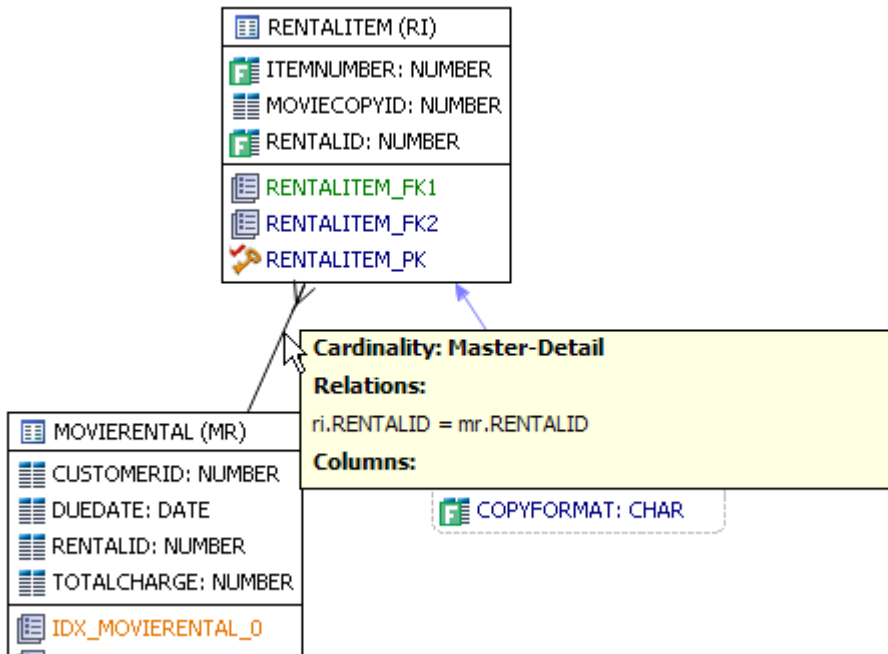 RENTALITEM (RI)
ITEMNUMBER: NUMBER
MOVIECOPYID: NUMBER
RENTALID: NUMBER
RENTALITEM_FK1
RENTALITEM_FK2
RENTALITEM_PK
Cardinality: Master-Detail
Relations:
ri.RENTALID = mr.RENTALID
Columns:
MOVIERENTAL (MR)
CUSTOMERID: NUMBER
DUEDATE: DATE
RENTALID: NUMBER
TOTALCHARGE: NUMBER
IDX_MOVIERENTAL_0
COPYFORMAT: CHAR